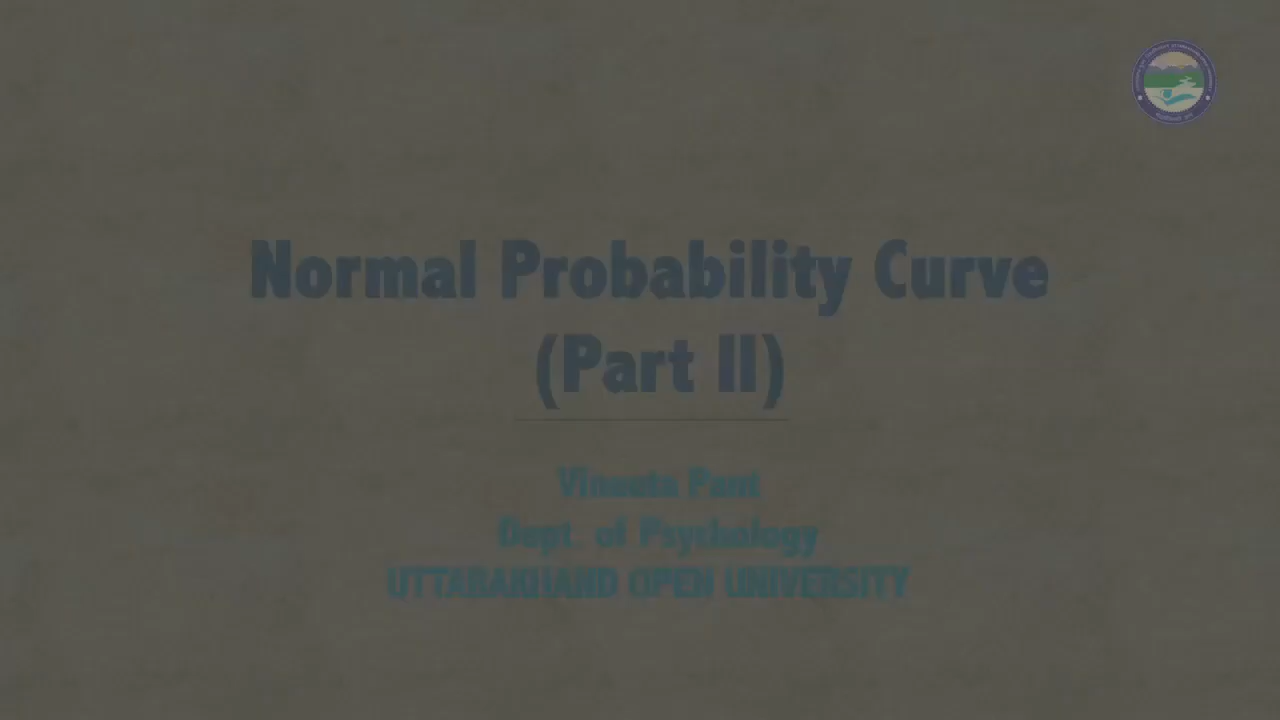 Normal Probability Curve
(Part II)
Vineeta Pant
Dept. of Psychology
UTTARAKHAND OPEN UNIVERSITY